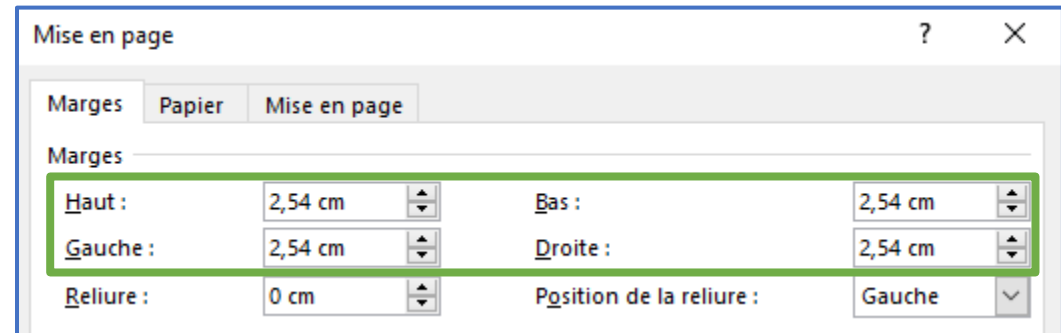 Mise en page ?
Marges Papier Mise en page
Marges
Haut : 2,54 cm Bas : 2,54 cm
Gauche : 2,54 cm Droite : 2,54 cm
Reliure : 0 cm Position de la reliure : Gauche